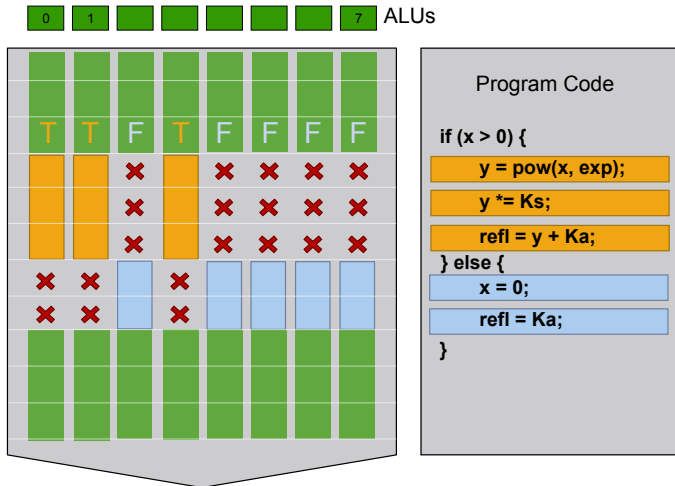 0 1 7 ALUs
Program Code
T T F T F F F F
if (x > 0) {
y = pow(x, exp);
y *= Ks;
refl = y + Ka;
} else {
x = 0;
refl = Ka;
}